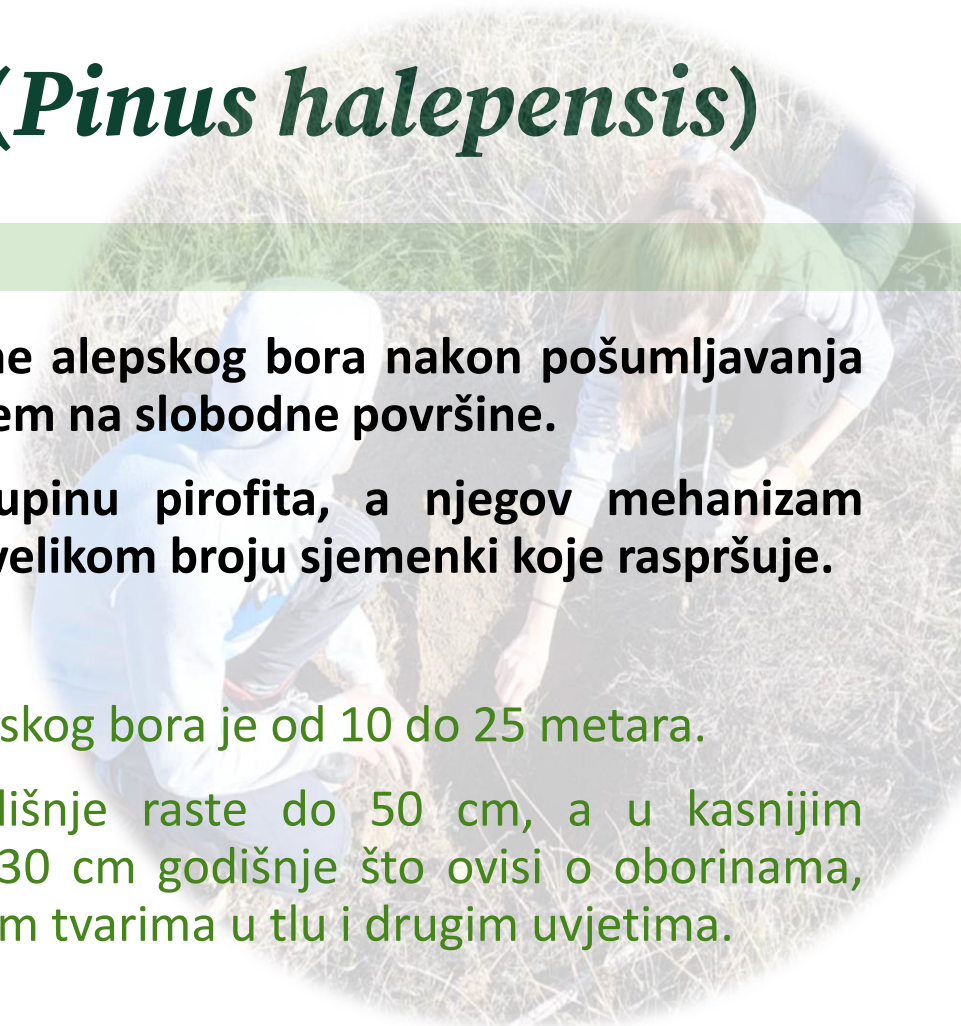 (Pinus halepensis)
ne alepskog bora nakon pošumljavanja
em na slobodne površine.
upinu pirofita, a njegov mehanizam
velikom broju sjemenki koje raspršuje.
skog bora je od 10 do 25 metara.
lišnje raste do 50 cm, a u kasnijim
30 cm godišnje što ovisi o oborinama,
m tvarima u tlu i drugim uvjetima.